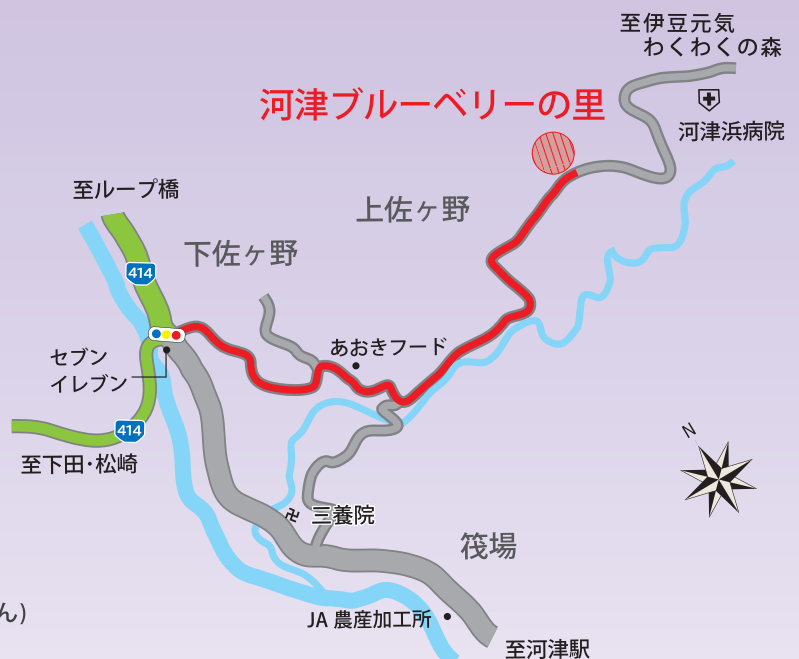 至伊豆元気
わくわくの森
河津ブルーベリーの里
河津浜病院
至ループ橋
上佐ヶ野
下佐ヶ野
414
あおきフード
セブン
イレブン
414
至下田・松崎
N
卍 三養院
筏場
ん)
JA 農産加工所
至河津駅